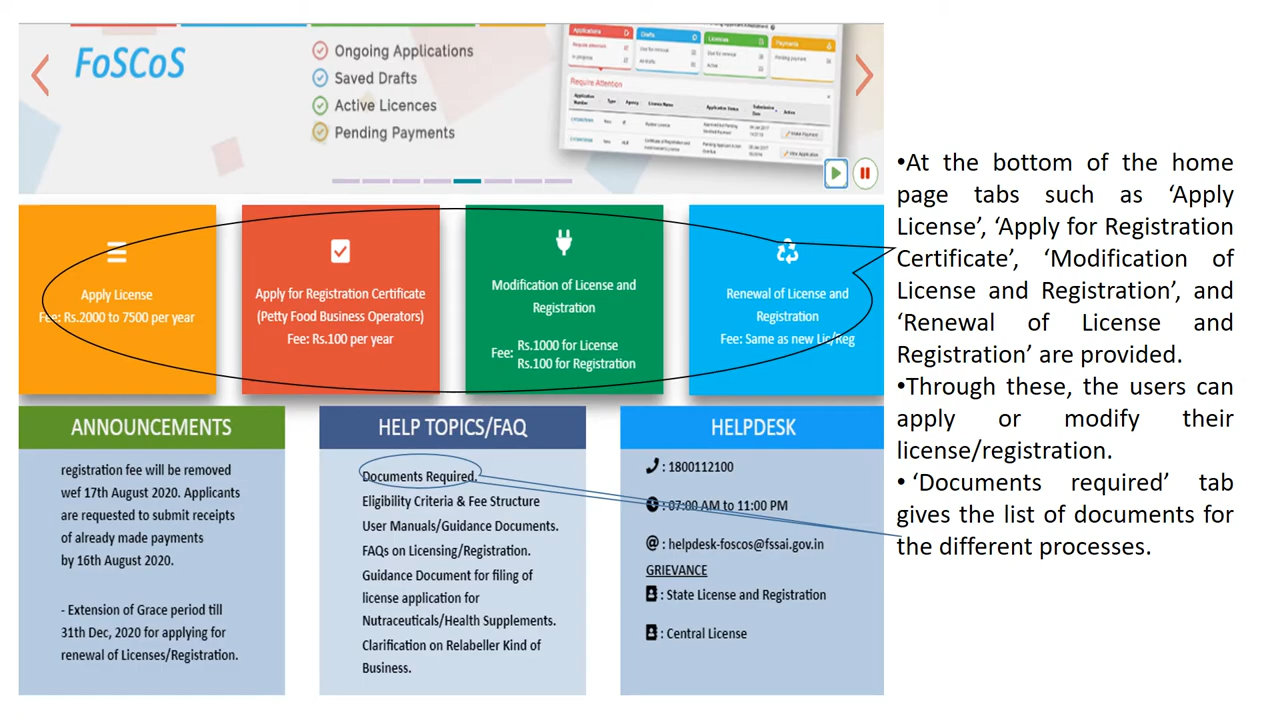 FoSCoS
Ongoing Applications
Saved Drafts
Active Licences
Pending Payments
Applications
Drafts
Licences
Payments
Require Attention
Apply License
Fee: Rs.2000 to 7500 per year
Apply for Registration Certificate
(Petty Food Business Operators)
Fee: Rs.100 per year
Modification of License and
Registration
Fee: Rs.1000 for License
Rs.100 for Registration
Renewal of License and
Registration
Fee: Same as new Lic/Reg
ANNOUNCEMENTS
registration fee will be removed
wef 17th August 2020. Applicants
are requested to submit receipts
of already made payments
by 16th August 2020.
- Extension of Grace period till
31th Dec, 2020 for applying for
renewal of Licenses/Registration.
HELP TOPICS/FAQ
Documents Required.
Eligibility Criteria & Fee Structure
User Manuals/Guidance Documents.
FAQs on Licensing/Registration.
Guidance Document for filing of
license application for
Nutraceuticals/Health Supplements.
Clarification on Relabeller Kind of
Business.
HELPDESK
: 1800112100
: 07:00 AM to 11:00 PM
@ : helpdesk-foscos@fssai.gov.in
GRIEVANCE
: State License and Registration
: Central License
•At the bottom of the home
page tabs such as ‘Apply
License’, ‘Apply for Registration
Certificate’, ‘Modification of
License and Registration’, and
‘Renewal of License and
Registration’ are provided.
•Through these, the users can
apply or modify their
license/registration.
• ‘Documents required’ tab
gives the list of documents for
the different processes.